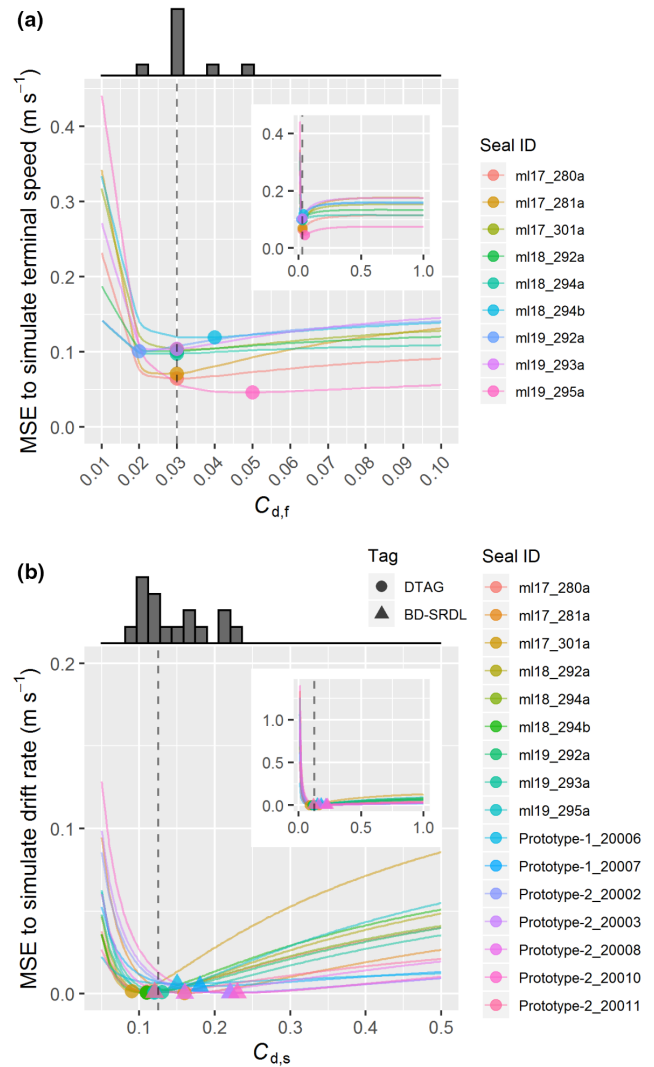 (a)
MSE to simulate terminal speed (m s⁻¹)
0.4
0.3
0.2
0.1
0.0
0.4
0.2
0.0
0.0
0.5
1.0
0.01
0.02
0.03
0.04
0.05
0.06
0.07
0.08
0.09
0.10
C_d,f
Seal ID
ml17_280a
ml17_281a
ml17_301a
ml18_292a
ml18_294a
ml18_294b
ml19_292a
ml19_293a
ml19_295a
(b)
Tag
DTAG
BD-SRDL
MSE to simulate drift rate (m s⁻¹)
0.2
0.1
0.0
1.0
0.5
0.0
0.0
0.5
1.0
0.1
0.2
0.3
0.4
0.5
C_d,s
Seal ID
ml17_280a
ml17_281a
ml17_301a
ml18_292a
ml18_294a
ml18_294b
ml19_292a
ml19_293a
ml19_295a
Prototype-1_20006
Prototype-1_20007
Prototype-2_20002
Prototype-2_20003
Prototype-2_20008
Prototype-2_20010
Prototype-2_20011